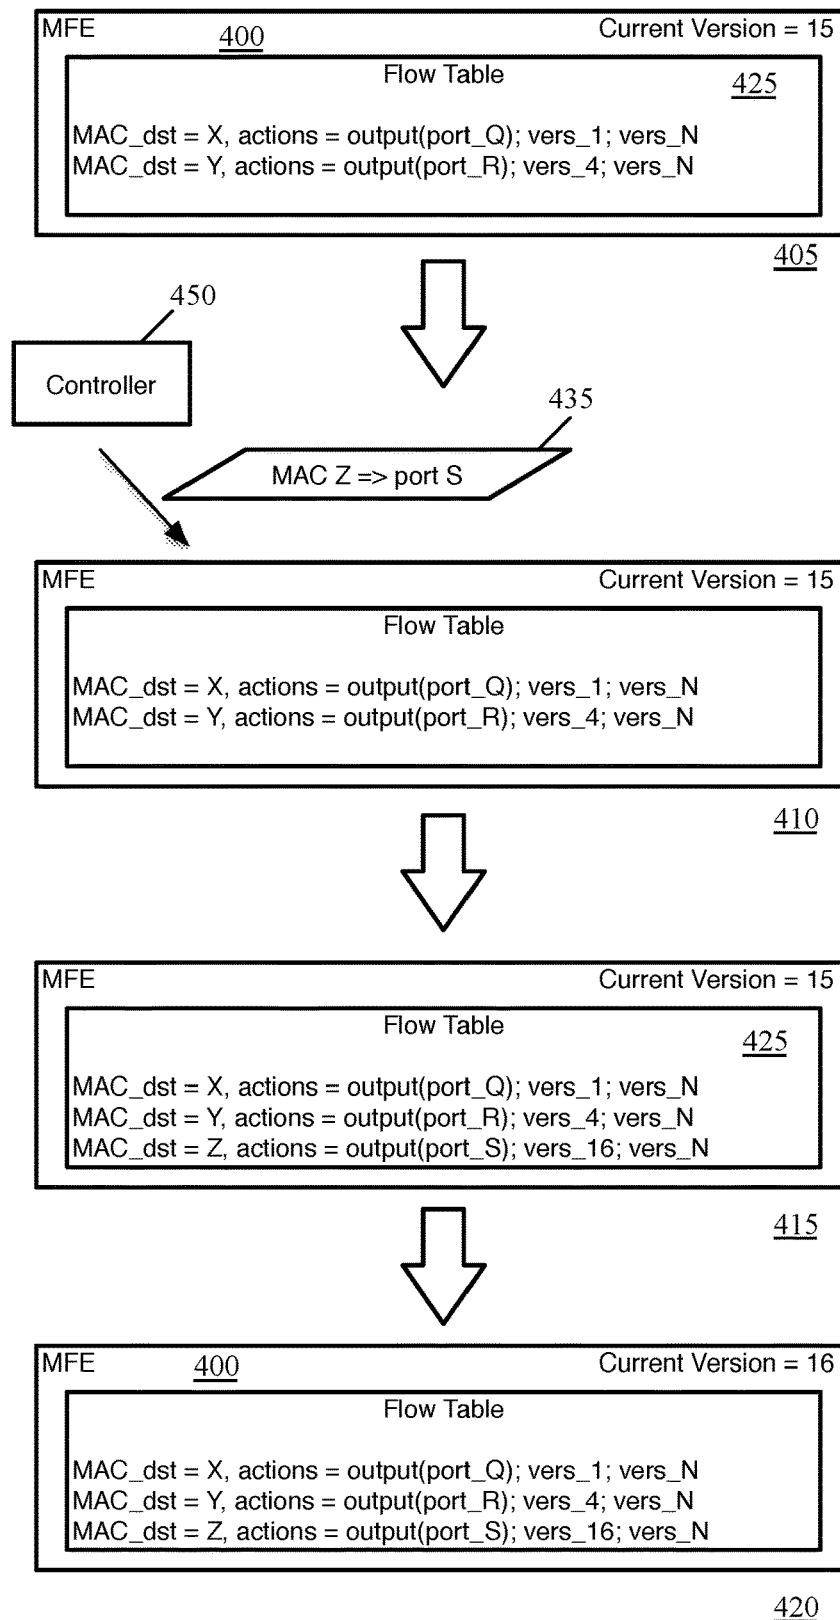 MFE 400 Current Version = 15
Flow Table
425
MAC_dst = X, actions = output(port_Q); vers_1; vers_N
MAC_dst = Y, actions = output(port_R); vers_4; vers_N
405
450
Controller
435
MAC Z => port S
MFE Current Version = 15
Flow Table
MAC_dst = X, actions = output(port_Q); vers_1; vers_N
MAC_dst = Y, actions = output(port_R); vers_4; vers_N
410
MFE Current Version = 15
Flow Table
425
MAC_dst = X, actions = output(port_Q); vers_1; vers_N
MAC_dst = Y, actions = output(port_R); vers_4; vers_N
MAC_dst = Z, actions = output(port_S); vers_16; vers_N
415
MFE 400 Current Version = 16
Flow Table
MAC_dst = X, actions = output(port_Q); vers_1; vers_N
MAC_dst = Y, actions = output(port_R); vers_4; vers_N
MAC_dst = Z, actions = output(port_S); vers_16; vers_N
420